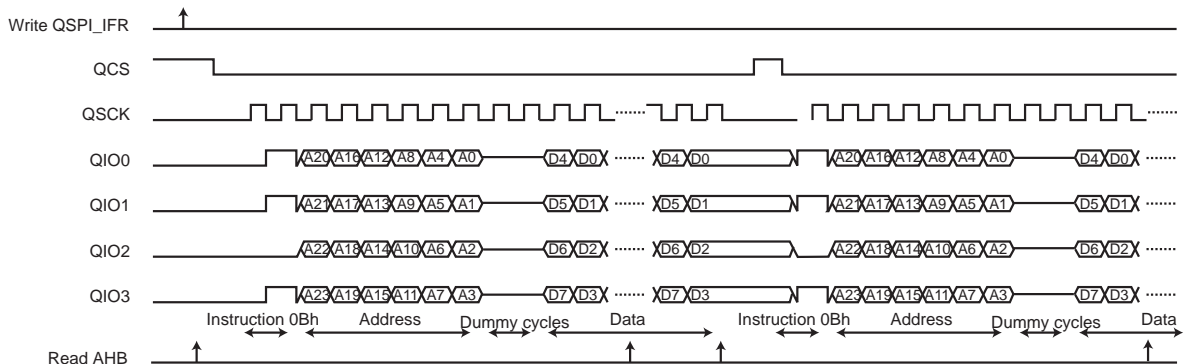 Write QSPI_IFR
QCS
QSCK
QIO0 A20 A16 A12 A8 A4 A0 D4 D0 D4 D0 A20 A16 A12 A8 A4 A0 D4 D0
QIO1 A21 A17 A13 A9 A5 A1 D5 D1 D5 D1 A21 A17 A13 A9 A5 A1 D5 D1
QIO2 A22 A18 A14 A10 A6 A2 D6 D2 D6 D2 A22 A18 A14 A10 A6 A2 D6 D2
QIO3 A23 A19 A15 A11 A7 A3 D7 D3 D7 D3 A23 A19 A15 A11 A7 A3 D7 D3
Instruction 0Bh Address Dummy cycles Data Instruction 0Bh Address Dummy cycles Data
Read AHB